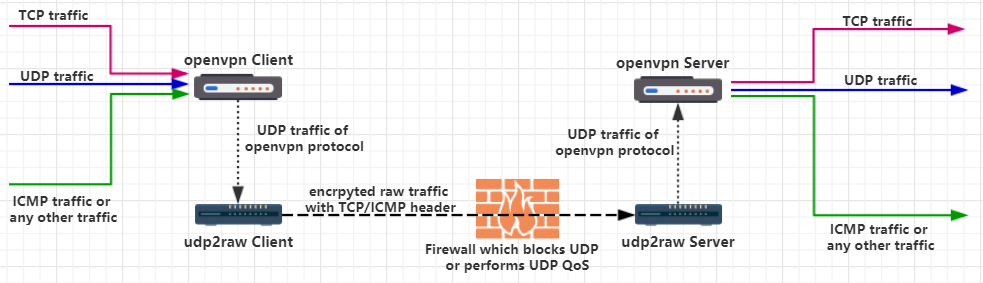 TCP traffic
openvpn Client
UDP traffic
UDP traffic of
openvpn protocol
ICMP traffic or
any other traffic
udp2raw Client
encrpyted raw traffic
with TCP/ICMP header
Firewall which blocks UDP
or performs UDP QoS
openvpn Server
UDP traffic of
openvpn protocol
udp2raw Server
TCP traffic
UDP traffic
ICMP traffic or
any other traffic